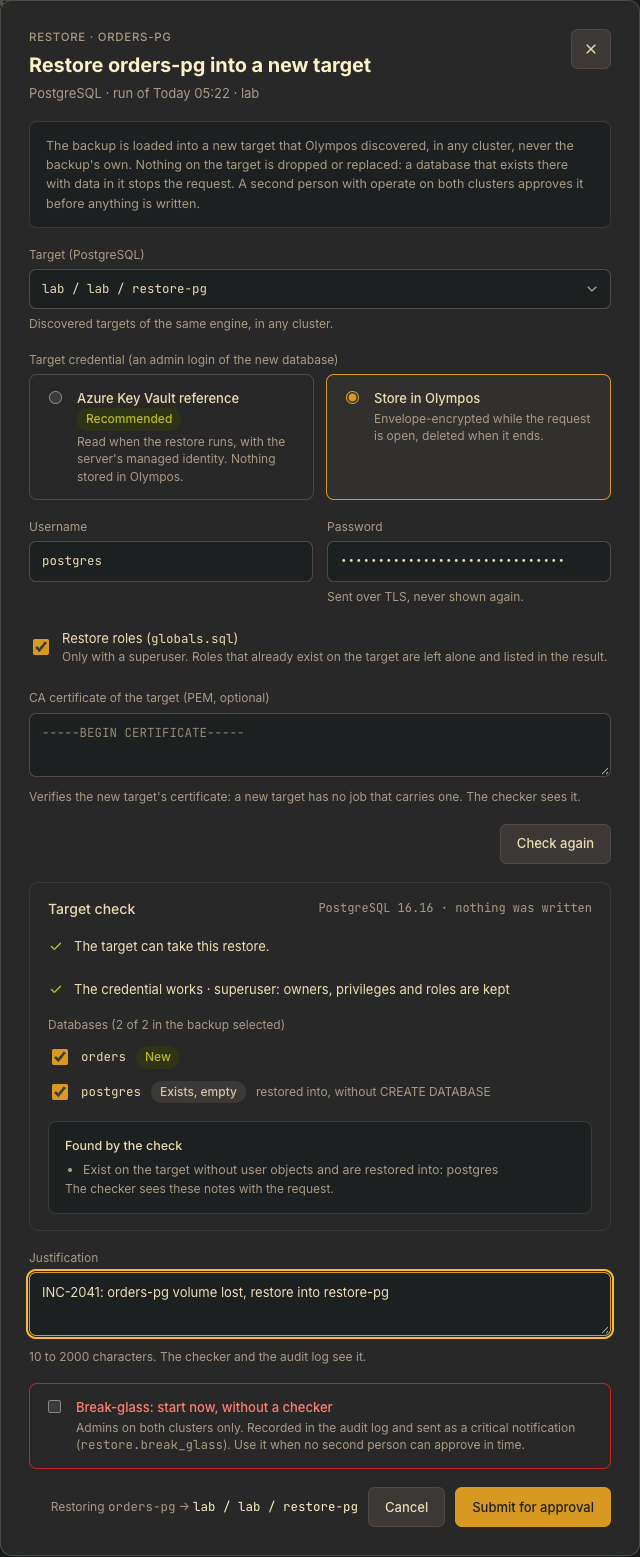 RESTORE · ORDERS-PG
Restore orders-pg into a new target
PostgreSQL · run of Today 05:22 · lab
The backup is loaded into a new target that Olympos discovered, in any cluster, never the
backup's own. Nothing on the target is dropped or replaced: a database that exists there
with data in it stops the request. A second person with operate on both clusters approves it
before anything is written.
Target (PostgreSQL)
lab / lab / restore-pg
Discovered targets of the same engine, in any cluster.
Target credential (an admin login of the new database)
Azure Key Vault reference
Recommended
Read when the restore runs, with the
server's managed identity. Nothing
stored in Olympos.
Store in Olympos
Envelope-encrypted while the request
is open, deleted when it ends.
Username
postgres
Password
••••••••••••••••••••••••••••••
Sent over TLS, never shown again.
Restore roles (globals.sql)
Only with a superuser. Roles that already exist on the target are left alone and listed in the result.
CA certificate of the target (PEM, optional)
-----BEGIN CERTIFICATE-----
Verifies the new target's certificate: a new target has no job that carries one. The checker sees it.
Check again
Target check
PostgreSQL 16.16 · nothing was written
The target can take this restore.
The credential works · superuser: owners, privileges and roles are kept
Databases (2 of 2 in the backup selected)
orders New
postgres Exists, empty restored into, without CREATE DATABASE
Found by the check
• Exist on the target without user objects and are restored into: postgres
The checker sees these notes with the request.
Justification
INC-2041: orders-pg volume lost, restore into restore-pg
10 to 2000 characters. The checker and the audit log see it.
Break-glass: start now, without a checker
Admins on both clusters only. Recorded in the audit log and sent as a critical notification
(restore.break_glass). Use it when no second person can approve in time.
Restoring orders-pg → lab / lab / restore-pg
Cancel
Submit for approval